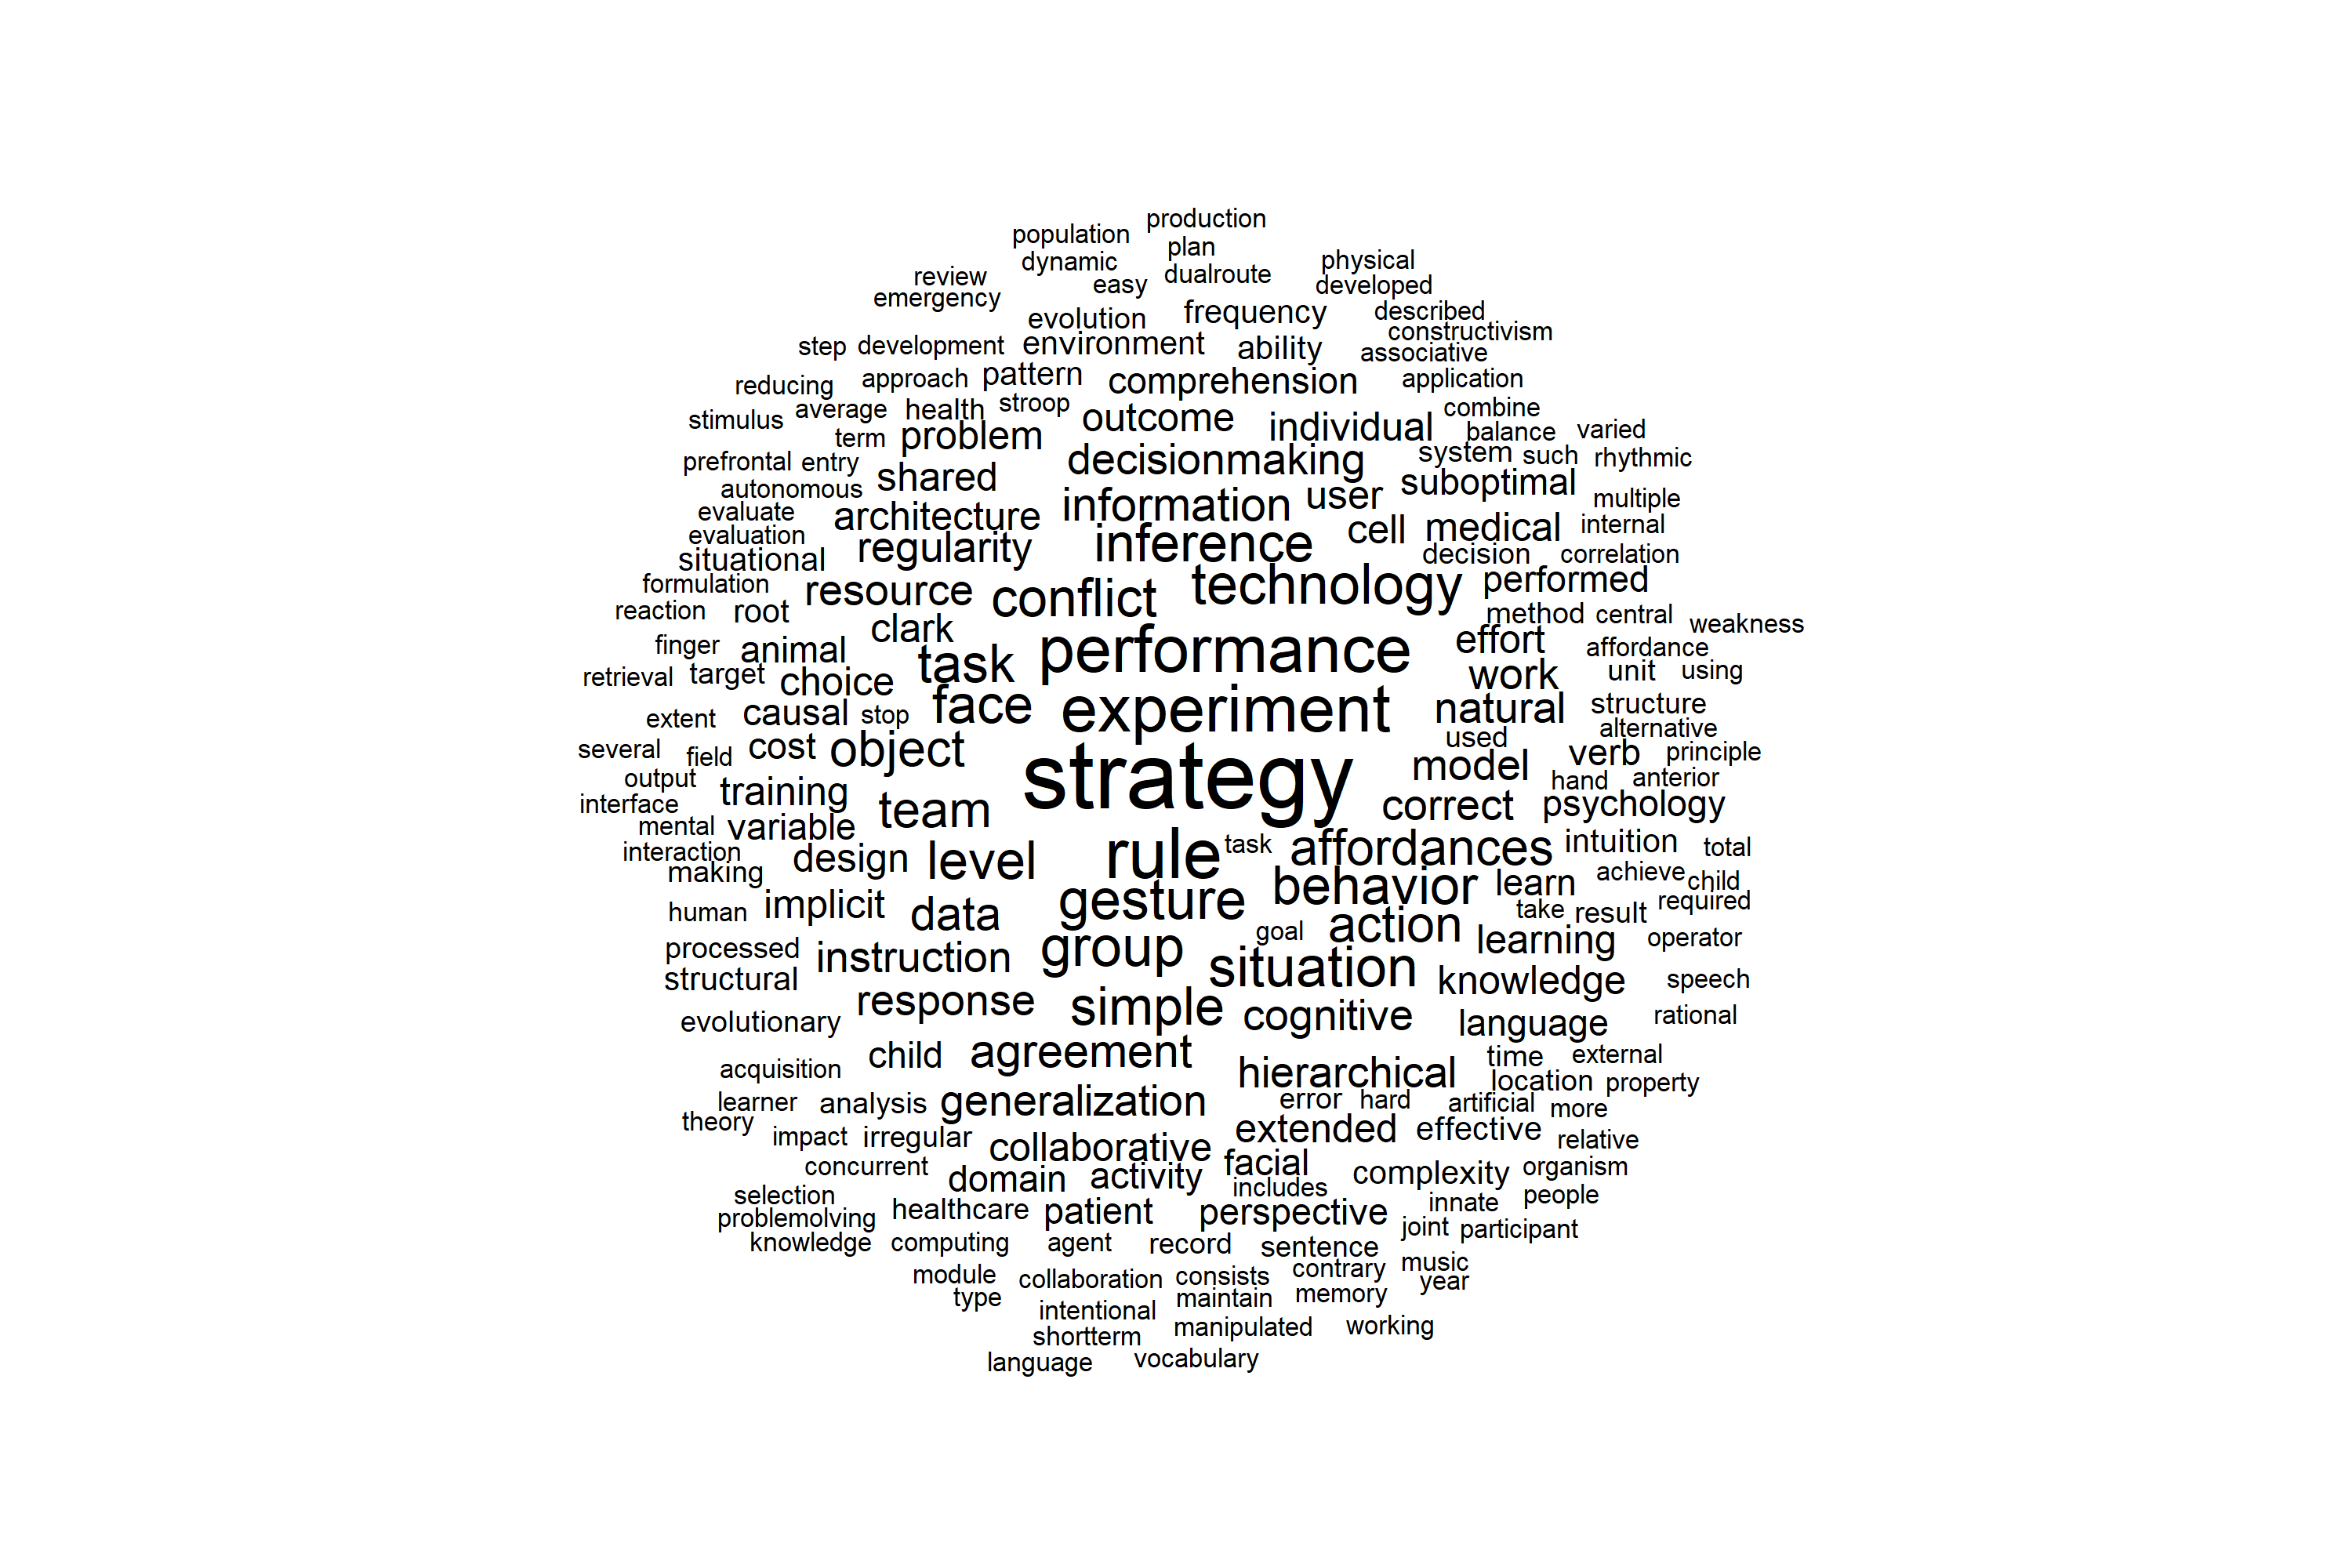 production
population
plan
dynamic
physical
review
easy
dualroute
developed
emergency
evolution
frequency
described
constructivism
step
development
environment
ability
associative
reducing
approach
pattern
comprehension
application
stimulus
average
health
stroop
outcome
individual
combine
term
problem
balance
varied
prefrontal
entry
shared
decisionmaking
system
such
rhythmic
autonomous
information
user
suboptimal
multiple
evaluate
architecture
cell
medical
internal
evaluation
situational
regularity
inference
decision
correlation
formulation
resource
conflict
technology
performed
reaction
root
method
central
weakness
clark
finger
animal
task
performance
effort
affordance
retrieval
target
choice
work
unit
using
extent
causal
stop
face
experiment
natural
structure
alternative
several
field
cost
object
used
verb
principle
output
strategy
model
hand
anterior
interface
training
team
correct
psychology
mental
variable
interaction
design
level
rule
task
affordances
intuition
total
making
behavior
learn
achieve
child
human
implicit
data
gesture
take
result
required
processed
instruction
group
goal
action
learning
operator
structural
situation
knowledge
speech
evolutionary
response
simple
cognitive
language
rational
acquisition
child
agreement
hierarchical
time
external
location
property
learner
analysis
generalization
error
hard
artificial
more
theory
impact
irregular
collaborative
extended
effective
relative
concurrent
domain
activity
facial
complexity
organism
selection
includes
innate
people
problemolving
healthcare
patient
perspective
joint
participant
knowledge
computing
agent
record
sentence
module
collaboration
consists
contrary
music
type
intentional
maintain
memory
year
shortterm
manipulated
working
language
vocabulary